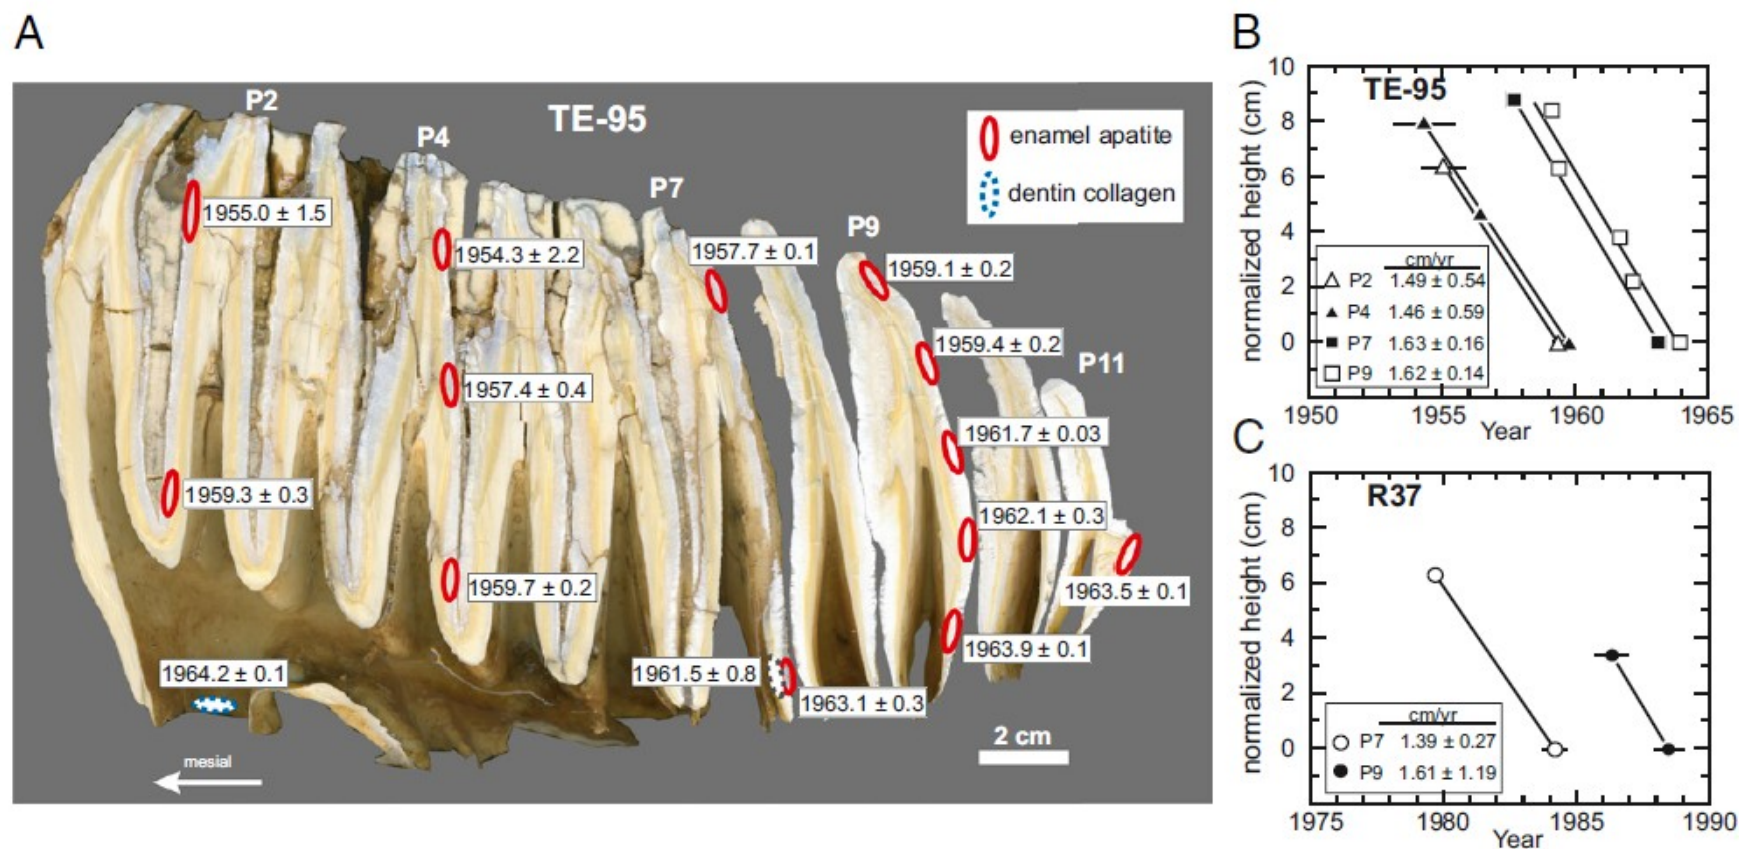 A
P2
TE-95
P4
P7
P9
P11
enamel apatite
dentin collagen
1955.0 ± 1.5
1954.3 ± 2.2
1957.7 ± 0.1
1959.1 ± 0.2
1959.4 ± 0.2
1957.4 ± 0.4
1961.7 ± 0.03
1959.3 ± 0.3
1962.1 ± 0.3
1959.7 ± 0.2
1963.5 ± 0.1
1963.9 ± 0.1
1964.2 ± 0.1
1961.5 ± 0.8
1963.1 ± 0.3
2 cm
mesial
B
TE-95
normalized height (cm)
10
8
6
4
2
0
cm/yr
P2 1.49 ± 0.54
P4 1.46 ± 0.59
P7 1.63 ± 0.16
P9 1.62 ± 0.14
1950 1955 1960 1965
Year
C
R37
normalized height (cm)
10
8
6
4
2
0
cm/yr
P7 1.39 ± 0.27
P9 1.61 ± 1.19
1975 1980 1985 1990
Year